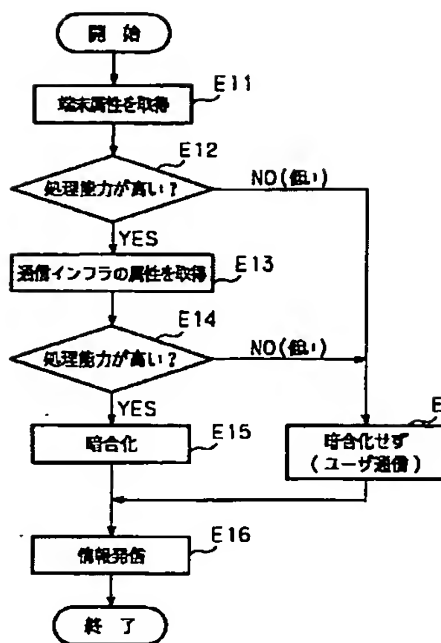 開 始
E11
端末属性を取得
E12
処理能力が高い?
NO(低い)
YES
E13
通信インフラの属性を取得
E14
処理能力が高い?
NO(低い)
YES
E15
暗合化
E
暗合化せず
(ユーザ通信)
E16
情報発信
終 了